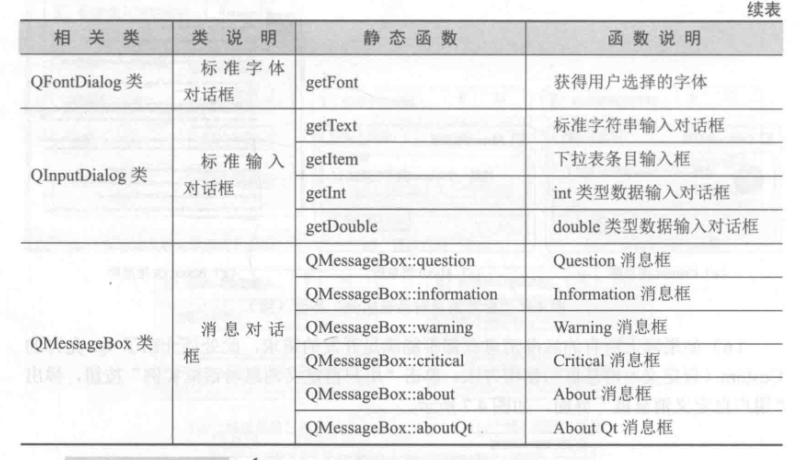 续表
相关类 类说明 静态函数 函数说明
QFontDialog 类 标准字体对话框 getFont 获得用户选择的字体
QInputDialog 类 标准输入对话框 getText 标准字符串输入对话框
getItem 下拉表条目输入框
getInt int 类型数据输入对话框
getDouble double 类型数据输入对话框
QMessageBox 类 消息对话框 QMessageBox::question Question 消息框
QMessageBox::information Information 消息框
QMessageBox::warning Warning 消息框
QMessageBox::critical Critical 消息框
QMessageBox::about About 消息框
QMessageBox::aboutQt About Qt 消息框